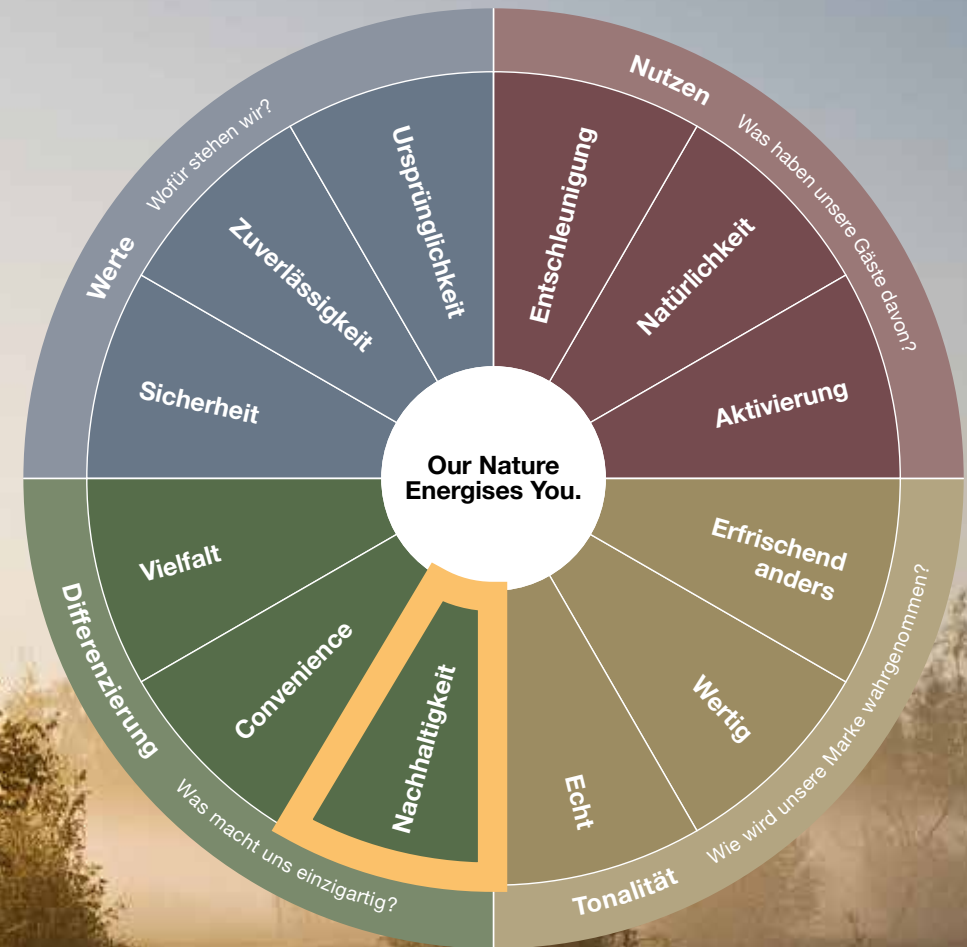 Werte
Wofür stehen wir?
Sicherheit
Zuverlässigkeit
Ursprünglichkeit
Nutzen
Was haben unsere Gäste davon?
Entschleunigung
Natürlichkeit
Aktivierung
Our Nature
Energises You.
Tonalität
Wie wird unsere Marke wahrgenommen?
Erfrischend
anders
Wertig
Echt
Differenzierung
Was macht uns einzigartig?
Nachhaltigkeit
Convenience
Vielfalt